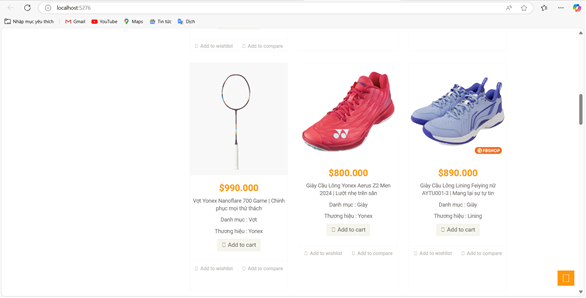 localhost:5276
Nhập mục yêu thích
Gmail
YouTube
Maps
Tin tức
Dịch
Add to wishlist
Add to compare
$990.000
Vợt Yonex Nanoflare 700 Game | Chinh
phục mọi thử thách
Danh mục : Vợt
Thương hiệu : Yonex
Add to cart
Add to wishlist
Add to compare
$800.000
Giày Cầu Lông Yonex Aerus Z2 Men
2024 | Lướt nhẹ trên sân
Danh mục : Giày
Thương hiệu : Yonex
Add to cart
Add to wishlist
Add to compare
FBSHOP
$890.000
Giày Cầu Lông Lining Feiying nữ
AYTU001-3 | Mang lại sự tự tin
Danh mục : Giày
Thương hiệu : Lining
Add to cart
Add to wishlist
Add to compare